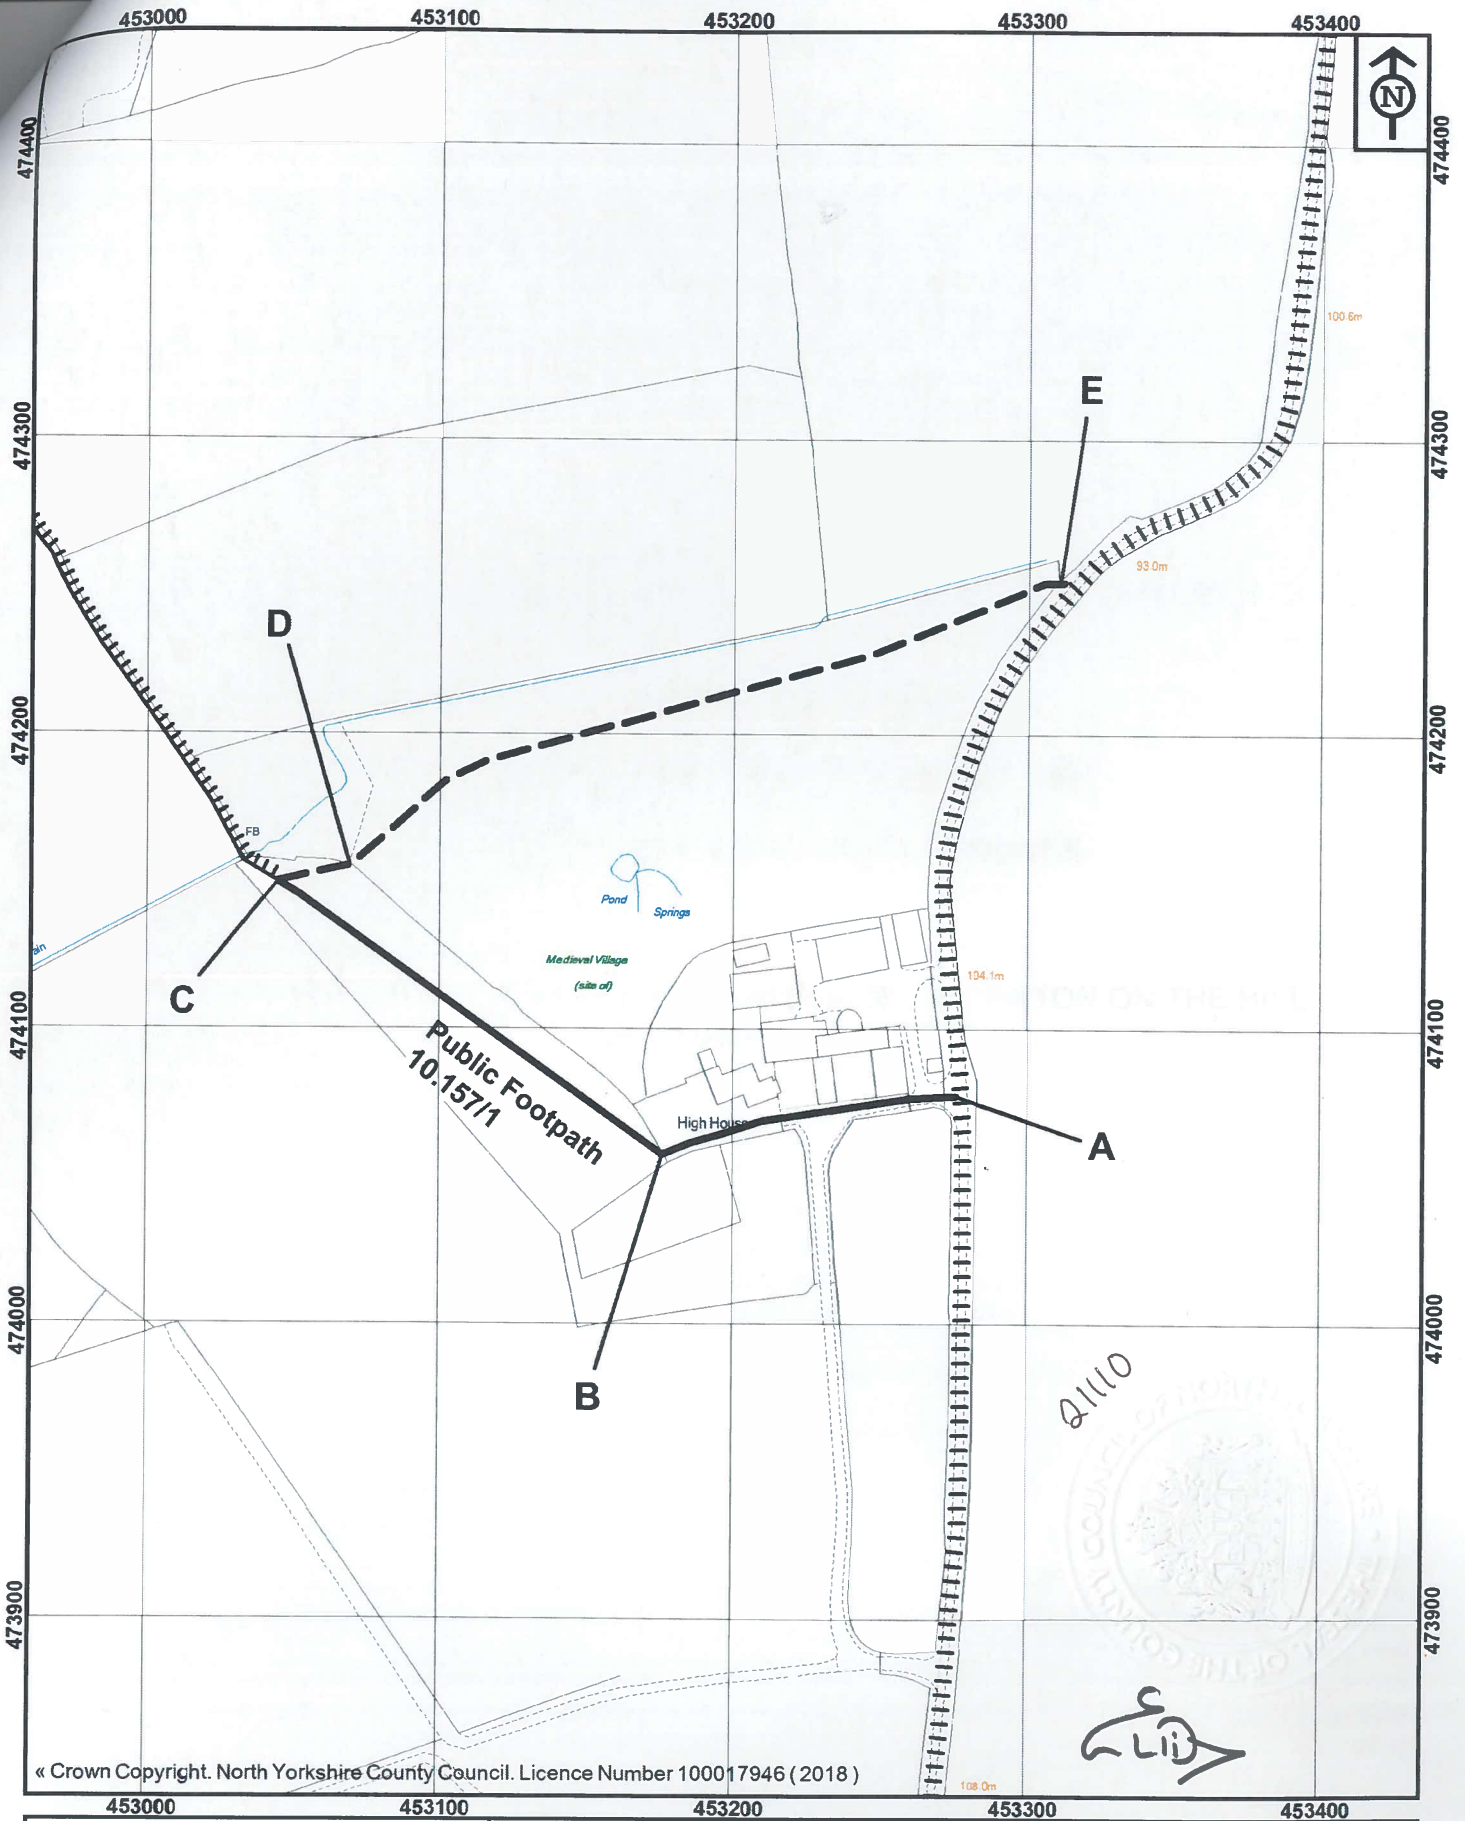 453000 453100 453200 453300 453400
N
474400 474400
100.6m
E
474300 474300
93.0m
D
474200 474200
FB
Pond
Springs
Medieval Village
(site of)
104.1m
C
474100 474100
Public Footpath
10.157/1
High House
A
474000 474000
B
21110
473900 473900
« Crown Copyright. North Yorkshire County Council. Licence Number 100017946 ( 2018 )
108.0m
453000 453100 453200 453300 453400